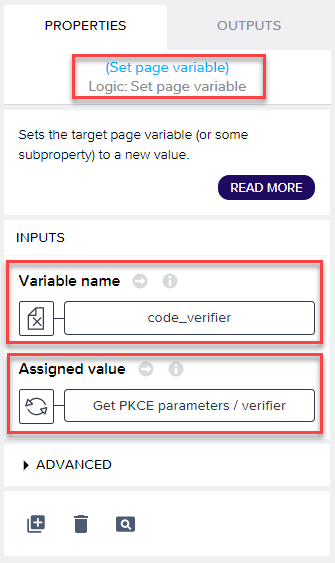 PROPERTIES
OUTPUTS
(Set page variable)
Logic: Set page variable
Sets the target page variable (or some
subproperty) to a new value.
READ MORE
INPUTS
Variable name
code_verifier
Assigned value
Get PKCE parameters / verifier
ADVANCED